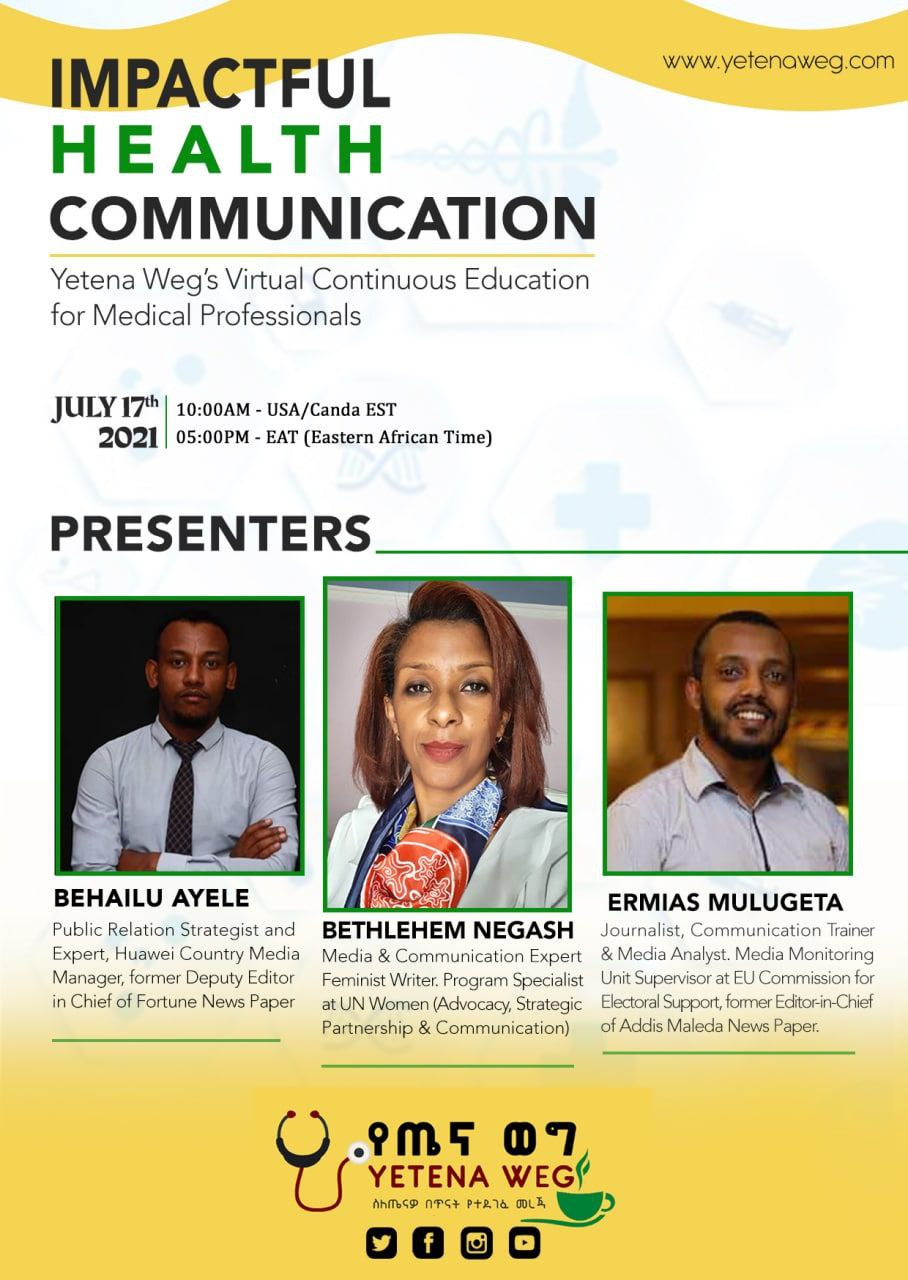 www.yetenaweg.com
IMPACTFUL
HEALTH
COMMUNICATION
Yetena Weg's Virtual Continuous Education
for Medical Professionals
JULY 17th
2021
10:00AM - USA/Canda EST
05:00PM - EAT (Eastern African Time)
PRESENTERS
BEHAILU AYELE
Public Relation Strategist and
Expert, Huawei Country Media
Manager, former Deputy Editor
in Chief of Fortune News Paper
BETHLEHEM NEGASH
Media & Communication Expert
Feminist Writer. Program Specialist
at UN Women (Advocacy, Strategic
Partnership & Communication)
ERMIAS MULUGETA
Journalist, Communication Trainer
& Media Analyst. Media Monitoring
Unit Supervisor at EU Commission for
Electoral Support, former Editor-in-Chief
of Addis Maleda News Paper.
የጤና ወግ
YETENA WEG
ስለጤናዎ በጥናት የተደገፈ መረጃ